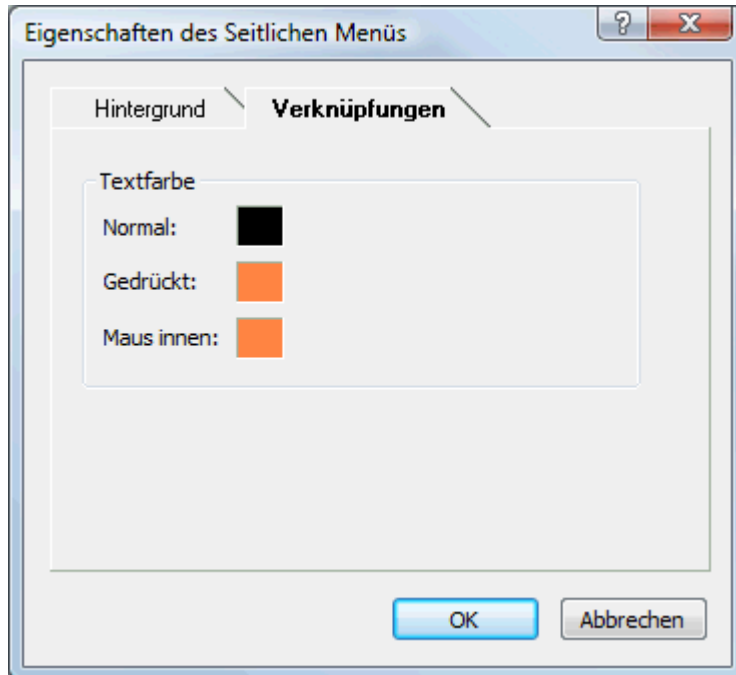 Eigenschaften des Seitlichen Menüs
?
X
Hintergrund
Verknüpfungen
Textfarbe
Normal:
Gedrückt:
Maus innen:
OK
Abbrechen